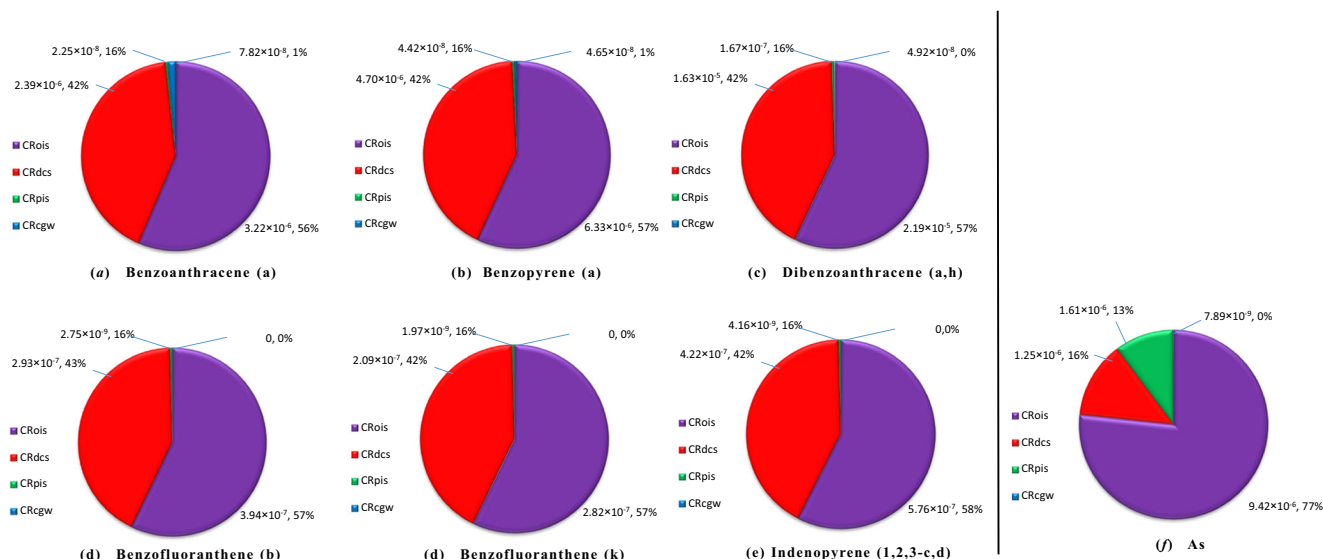 2.25×10⁻⁸, 16%
7.82×10⁻⁸, 1%
2.39×10⁻⁶, 42%
CRois
CRdcs
CRpis
CRcgw
3.22×10⁻⁶, 56%
(a) Benzoanthracene (a)
4.42×10⁻⁸, 16%
4.65×10⁻⁸, 1%
4.70×10⁻⁶, 42%
CRois
CRdcs
CRpis
CRcgw
6.33×10⁻⁶, 57%
(b) Benzopyrene (a)
1.67×10⁻⁷, 16%
4.92×10⁻⁸, 0%
1.63×10⁻⁵, 42%
CRois
CRdcs
CRpis
CRcgw
2.19×10⁻⁵, 57%
(c) Dibenzoanthracene (a,h)
2.75×10⁻⁹, 16%
0, 0%
2.93×10⁻⁷, 43%
CRois
CRdcs
CRpis
CRcgw
3.94×10⁻⁷, 57%
(d) Benzofluoranthene (b)
1.97×10⁻⁹, 16%
0, 0%
2.09×10⁻⁷, 42%
CRois
CRdcs
CRpis
CRcgw
2.82×10⁻⁷, 57%
(d) Benzofluoranthene (k)
4.16×10⁻⁹, 16%
0,0%
4.22×10⁻⁷, 42%
CRois
CRdcs
CRpis
CRcgw
5.76×10⁻⁷, 58%
(e) Indenopyrene (1,2,3-c,d)
1.61×10⁻⁶, 13%
7.89×10⁻⁹, 0%
1.25×10⁻⁶, 16%
CRois
CRdcs
CRpis
CRcgw
9.42×10⁻⁶, 77%
(f) As